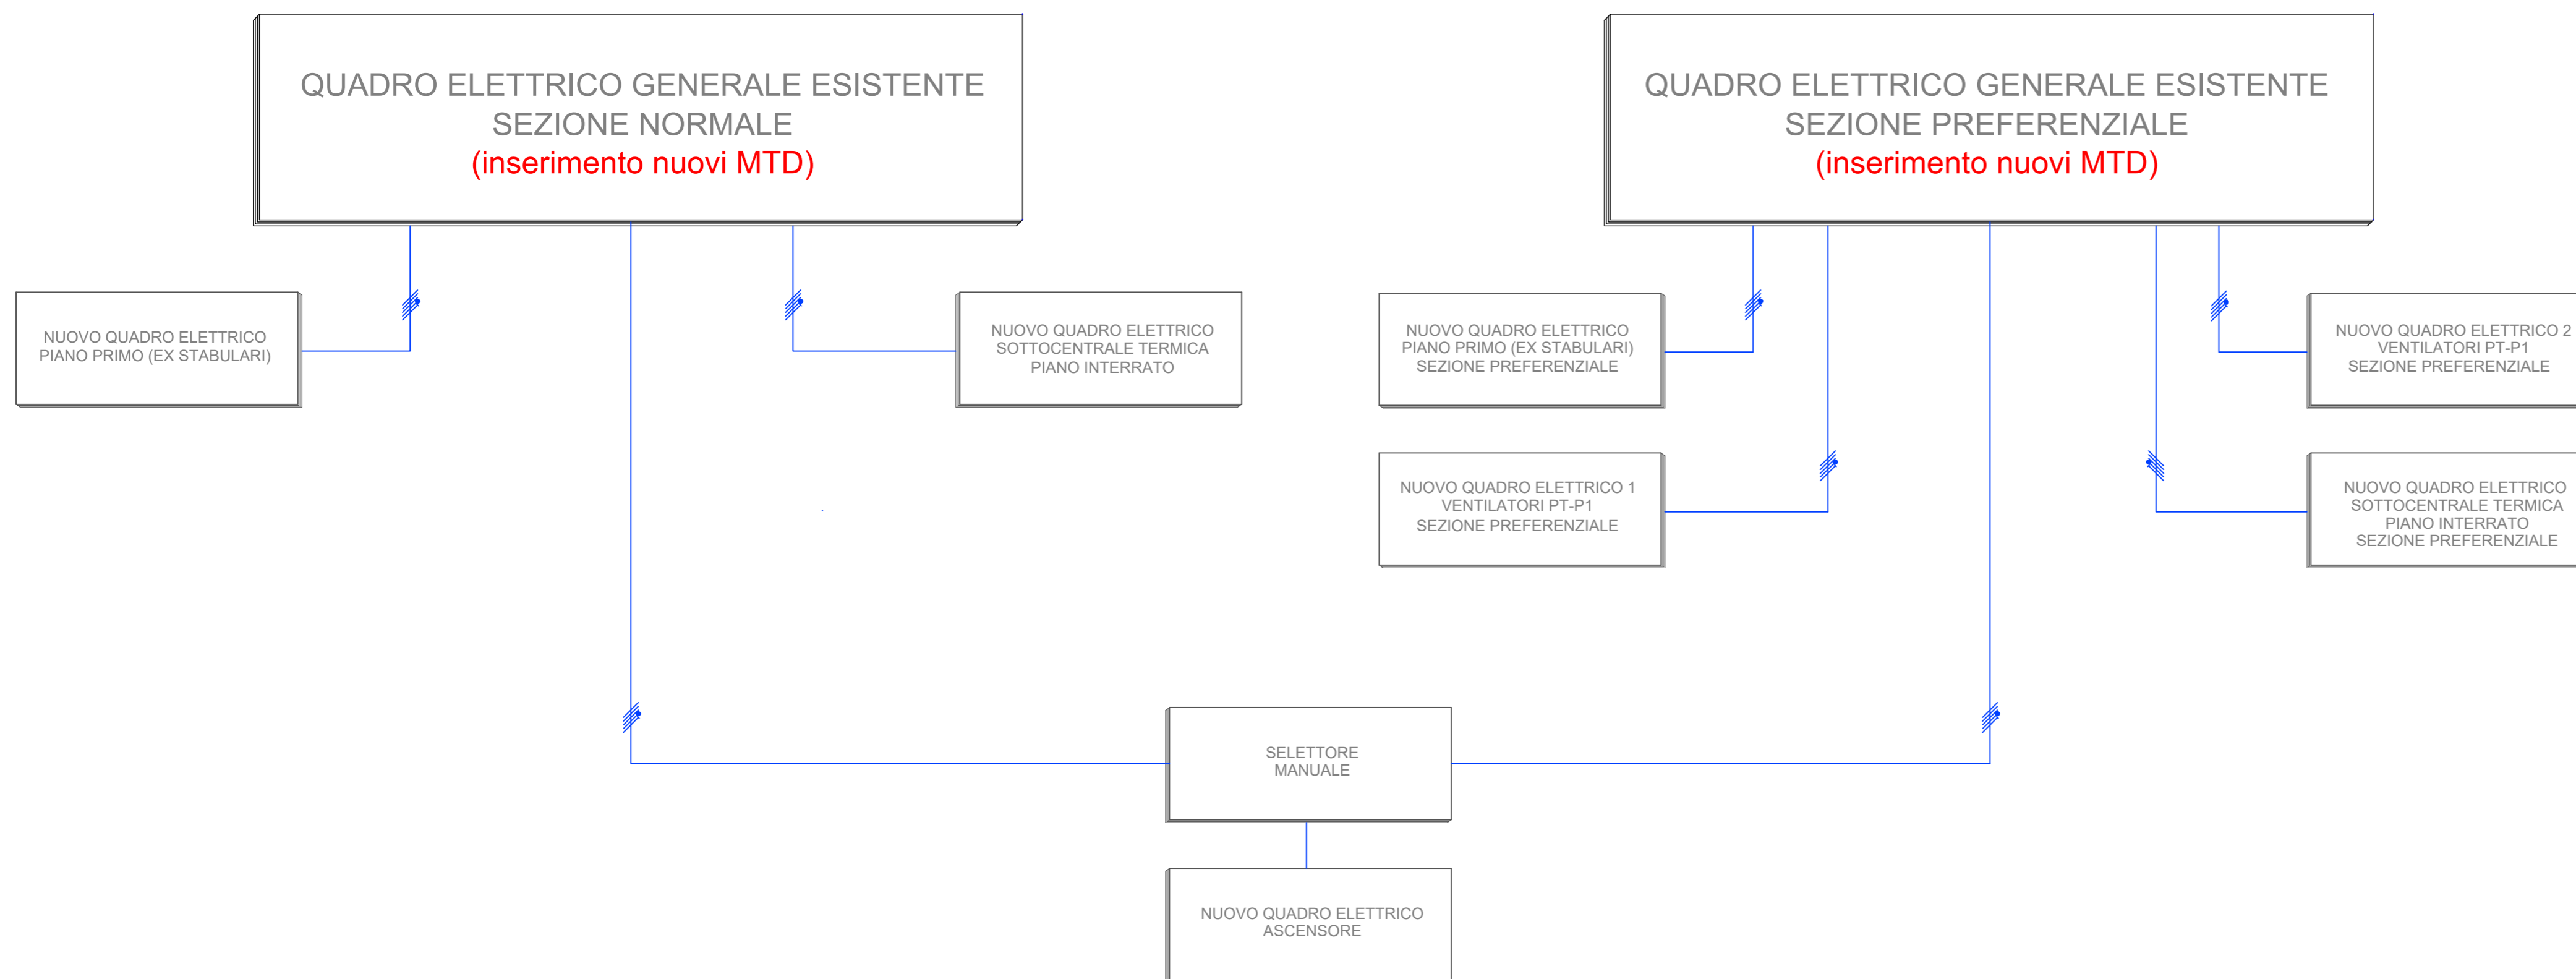 QUADRO ELETTRICO GENERALE ESISTENTE
SEZIONE NORMALE
(inserimento nuovi MTD)
QUADRO ELETTRICO GENERALE ESISTENTE
SEZIONE PREFERENZIALE
(inserimento nuovi MTD)
NUOVO QUADRO ELETTRICO
PIANO PRIMO (EX STABULARI)
NUOVO QUADRO ELETTRICO
SOTTOCENTRALE TERMICA
PIANO INTERRATO
NUOVO QUADRO ELETTRICO
PIANO PRIMO (EX STABULARI)
SEZIONE PREFERENZIALE
NUOVO QUADRO ELETTRICO 2
VENTILATORI PT-P1
SEZIONE PREFERENZIALE
NUOVO QUADRO ELETTRICO 1
VENTILATORI PT-P1
SEZIONE PREFERENZIALE
NUOVO QUADRO ELETTRICO
SOTTOCENTRALE TERMICA
PIANO INTERRATO
SEZIONE PREFERENZIALE
SELETTORE
MANUALE
NUOVO QUADRO ELETTRICO
ASCENSORE